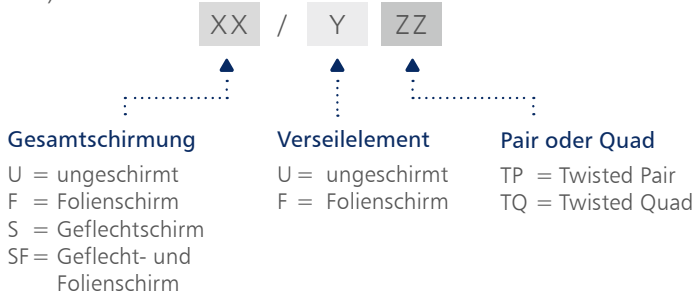 XX / Y ZZ
Gesamtschirmung
U = ungeschirmt
F = Folienschirm
S = Geflechtschirm
SF = Geflecht- und
Folienschirm
Verseilelement
U = ungeschirmt
F = Folienschirm
Pair oder Quad
TP = Twisted Pair
TQ = Twisted Quad